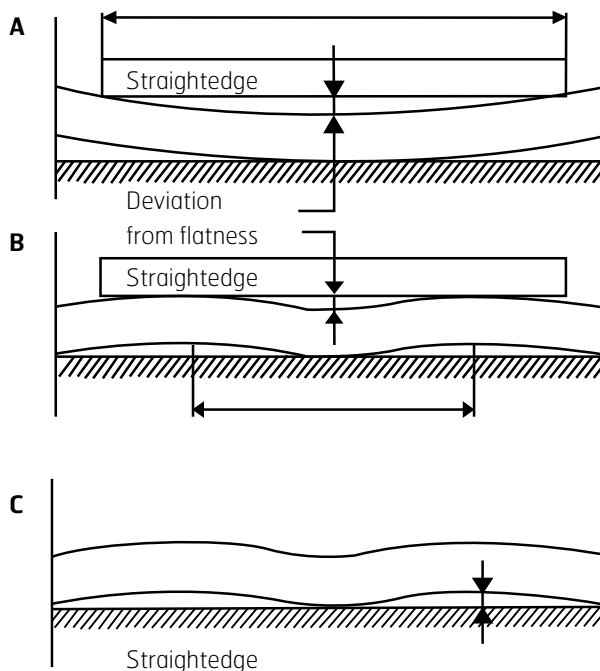 A
Straightedge
Deviation
from flatness
B
Straightedge
C
Straightedge